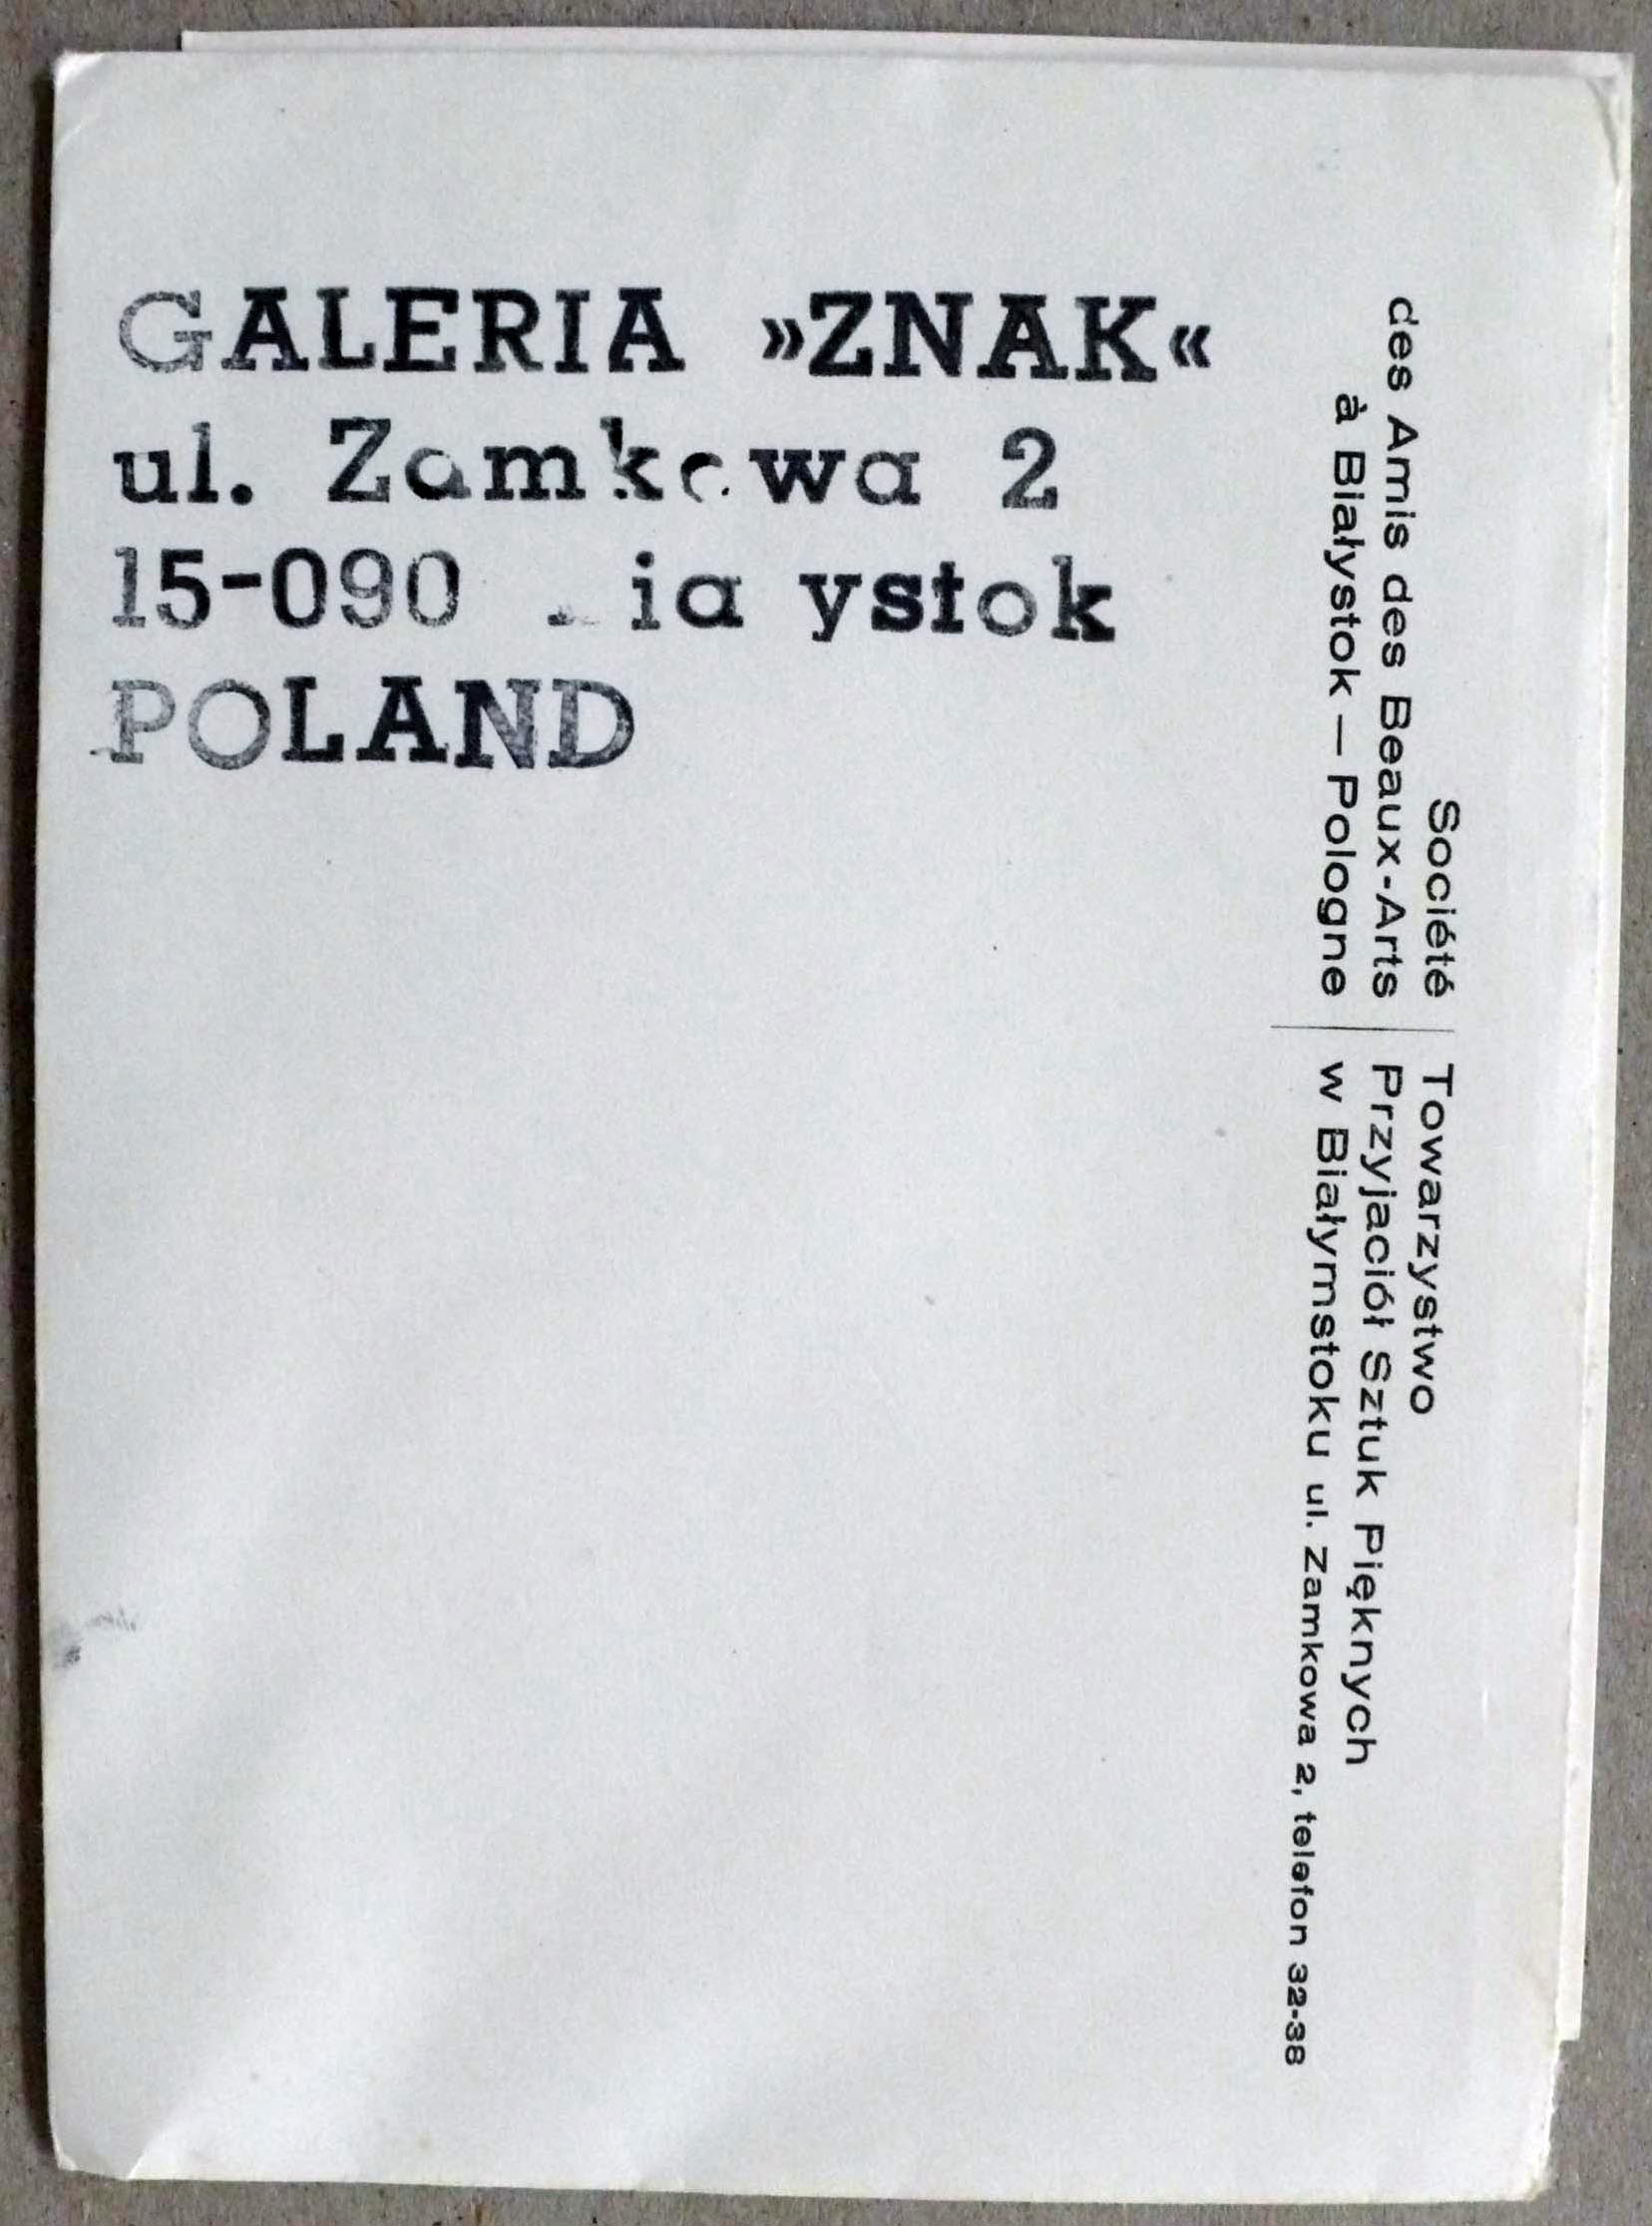 GALERIA »ZNAK«
ul. Zamkowa 2
15-090 ia ystok
POLAND
Société
des Amis des Beaux-Arts
à Białystok — Pologne
Towarzystwo
Przyjaciół Sztuk Pięknych
w Białymstoku ul. Zamkowa 2, telefon 32-38